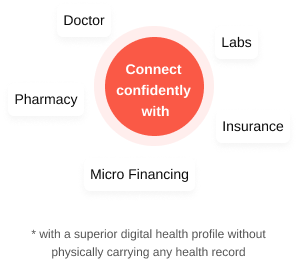 Doctor
Labs
Connect
confidently
with
Pharmacy
Insurance
Micro Financing
* with a superior digital health profile without
physically carrying any health record